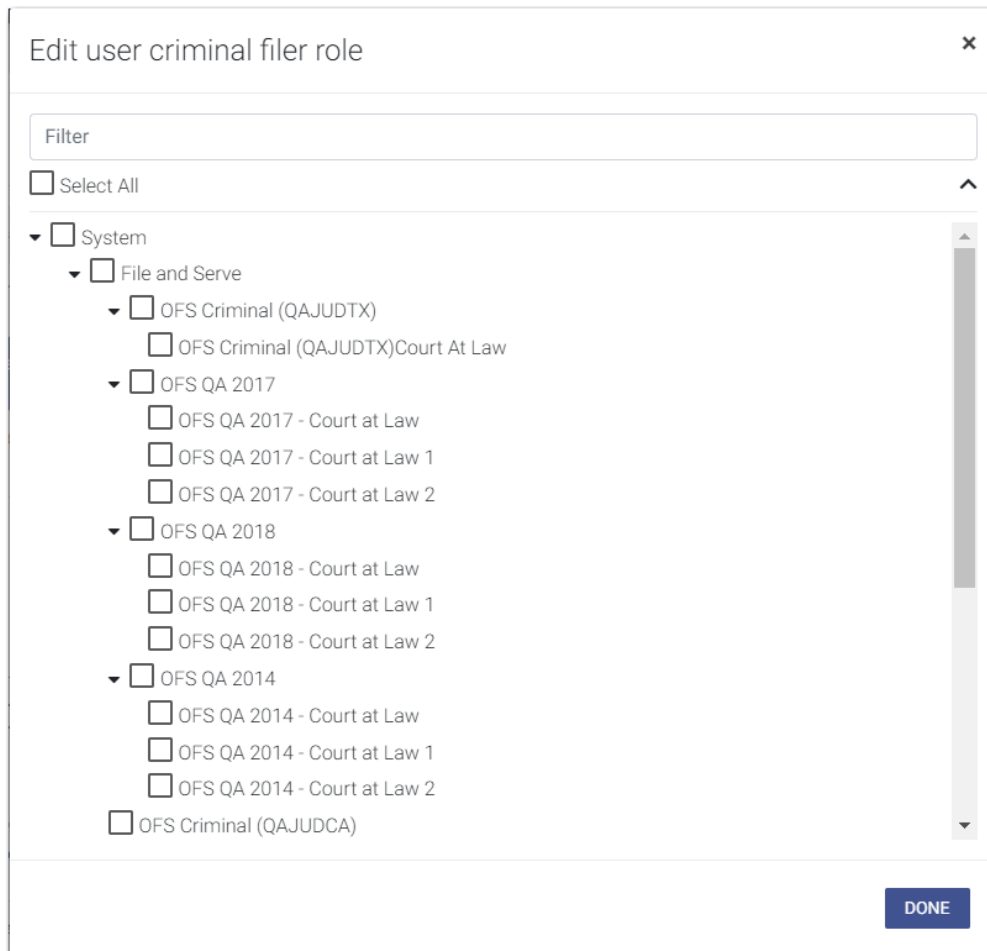 Edit user criminal filer role
Filter
Select All
System
File and Serve
OFS Criminal (QAJUDTX)
OFS Criminal (QAJUDTX)Court At Law
OFS QA 2017
OFS QA 2017 - Court at Law
OFS QA 2017 - Court at Law 1
OFS QA 2017 - Court at Law 2
OFS QA 2018
OFS QA 2018 - Court at Law
OFS QA 2018 - Court at Law 1
OFS QA 2018 - Court at Law 2
OFS QA 2014
OFS QA 2014 - Court at Law
OFS QA 2014 - Court at Law 1
OFS QA 2014 - Court at Law 2
OFS Criminal (QAJUDCA)
DONE